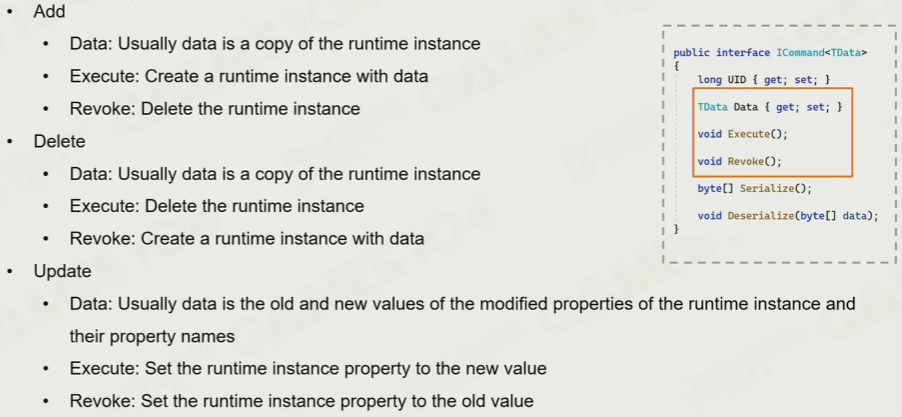 • Add
• Data: Usually data is a copy of the runtime instance
• Execute: Create a runtime instance with data
• Revoke: Delete the runtime instance
• Delete
• Data: Usually data is a copy of the runtime instance
• Execute: Delete the runtime instance
• Revoke: Create a runtime instance with data
• Update
• Data: Usually data is the old and new values of the modified properties of the runtime instance and
their property names
• Execute: Set the runtime instance property to the new value
• Revoke: Set the runtime instance property to the old value
public interface ICommand<TData>
{
long UID { get; set; }
TData Data { get; set; }
void Execute();
void Revoke();
byte[] Serialize();
void Deserialize(byte[] data);
}
GAMES104